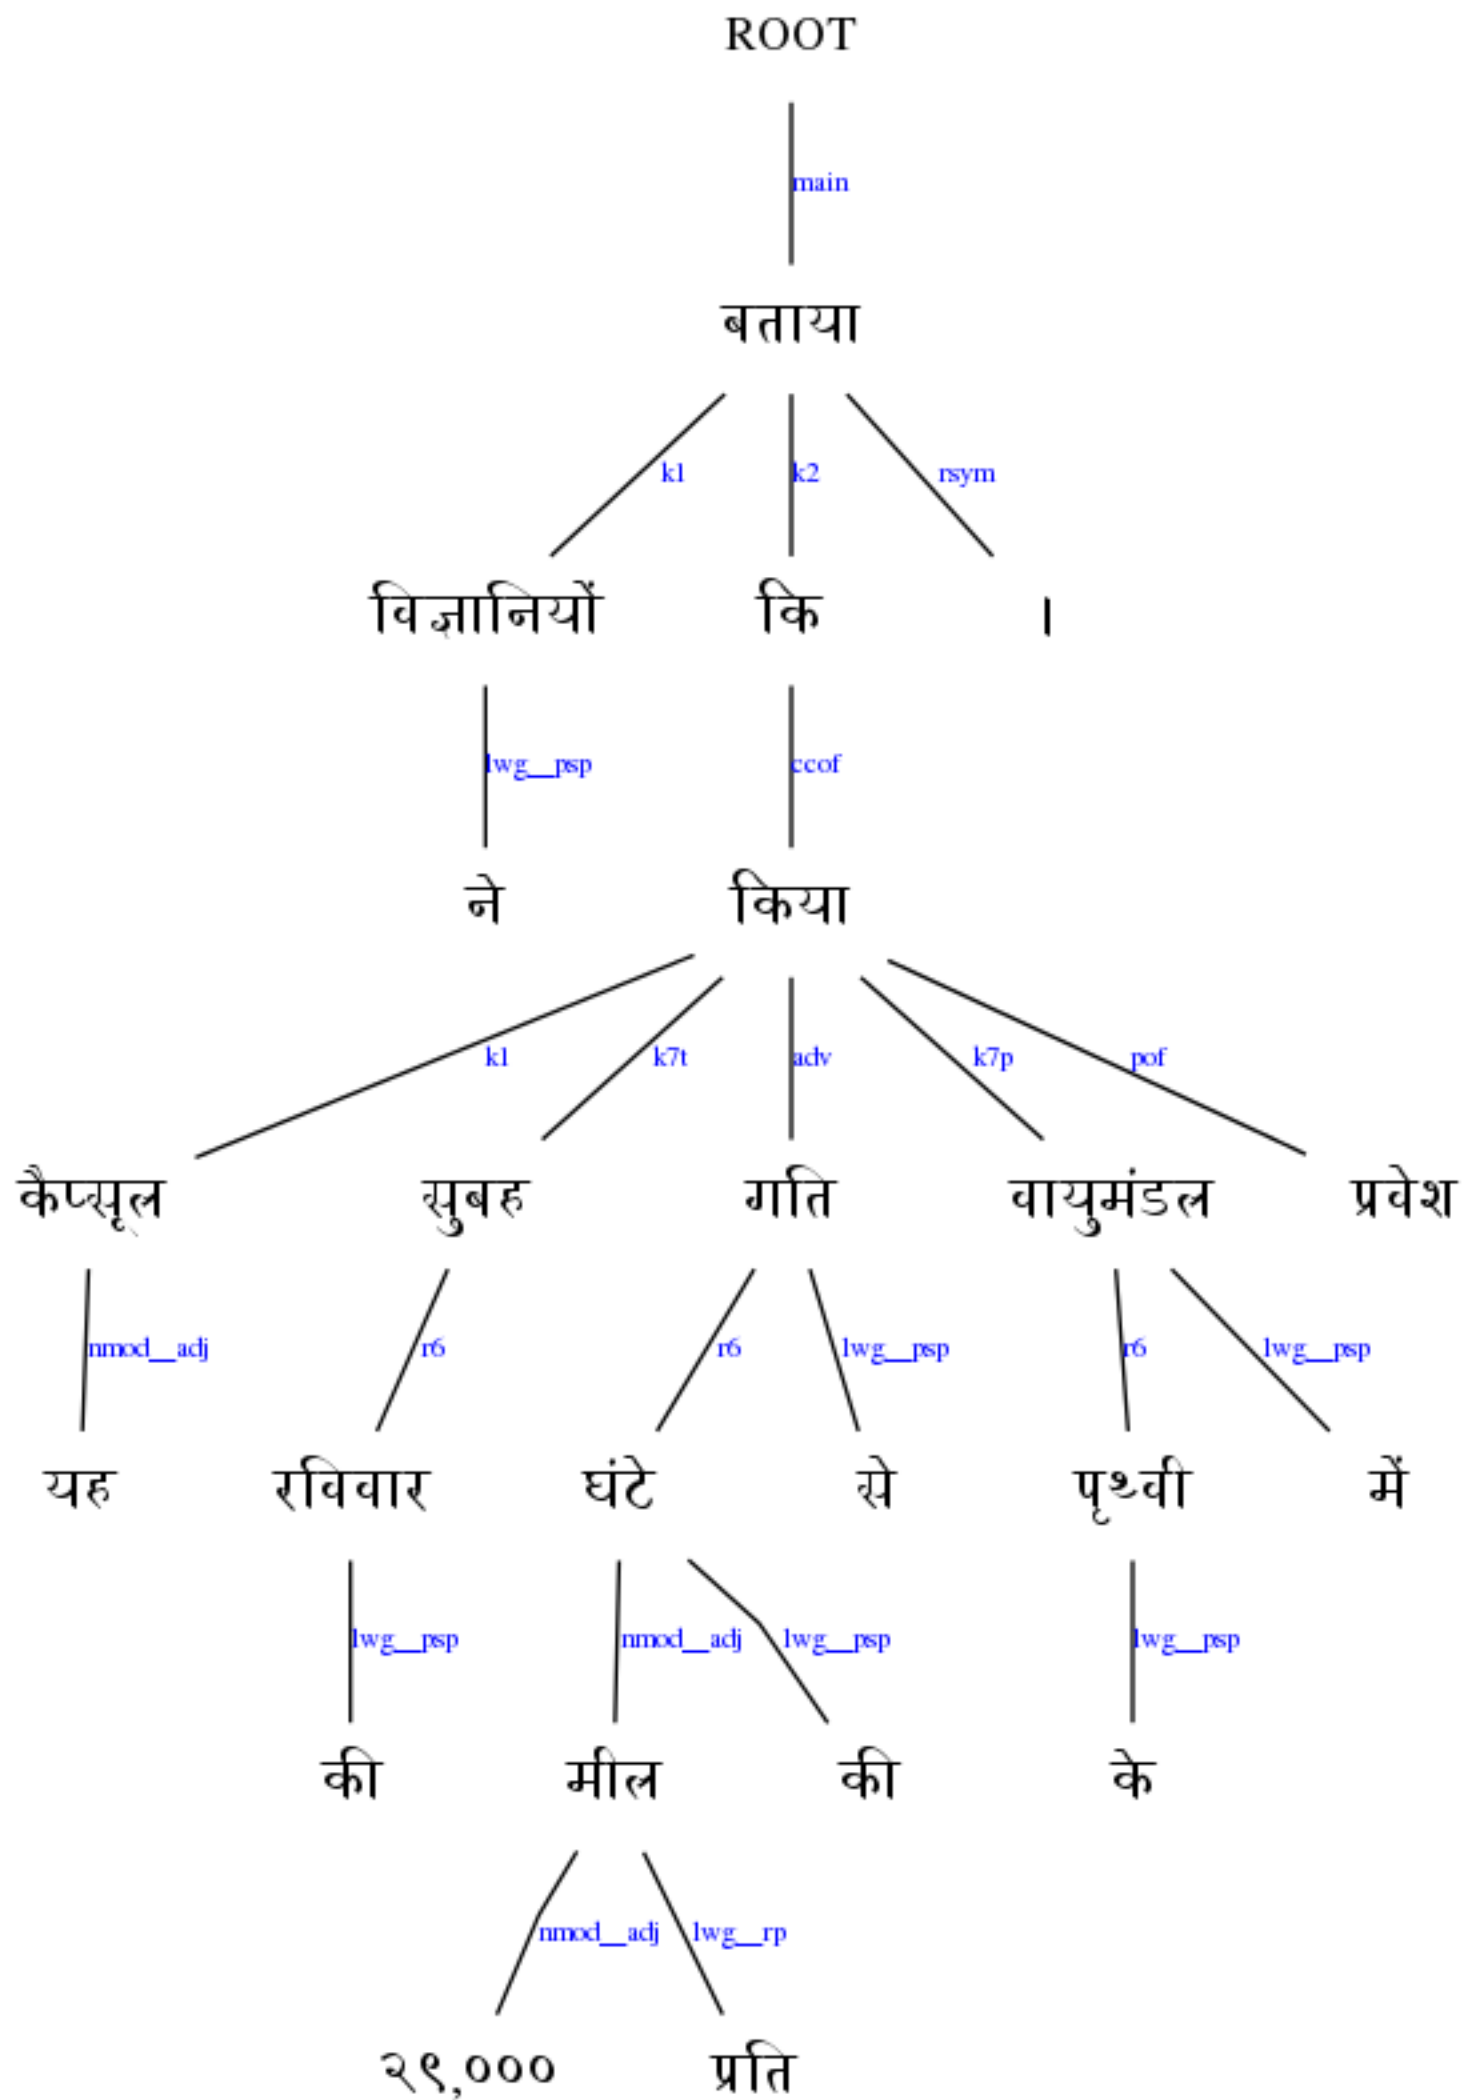 ROOT
main
बताया
k1 k2 rsym
विज्ञानियों कि ।
lwg__psp ccof
ने किया
k1 k7t adv k7p pof
कैप्सूल सुबह गति वायुमंडल प्रवेश
nmod__adj r6 r6 lwg__psp r6 lwg__psp
यह रविवार घंटे से पृथ्वी में
lwg__psp nmod__adj lwg__psp lwg__psp
की मील की के
nmod__adj lwg__rp
२९,००० प्रति